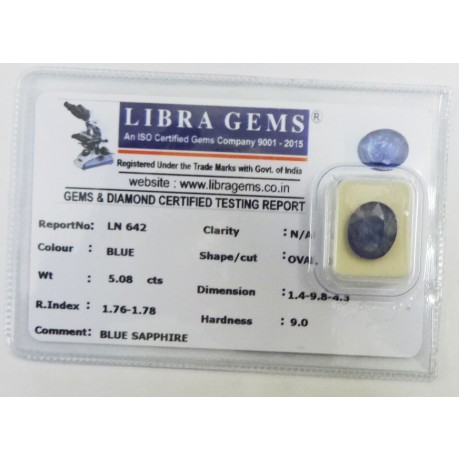 LIBRA GEMS ®
An ISO Certified Gems Company 9001 - 2015
Registered Under the Trade Marks with Govt. of India
website : www.libragems.co.in
GEMS & DIAMOND CERTIFIED TESTING REPORT
ReportNo: LN 642 Clarity : N/A
Colour : BLUE Shape/cut : OVAL
Wt : 5.08 cts Dimension : 1.4-9.8-4.3
R.Index : 1.76-1.78 Hardness : 9.0
Comment: BLUE SAPPHIRE